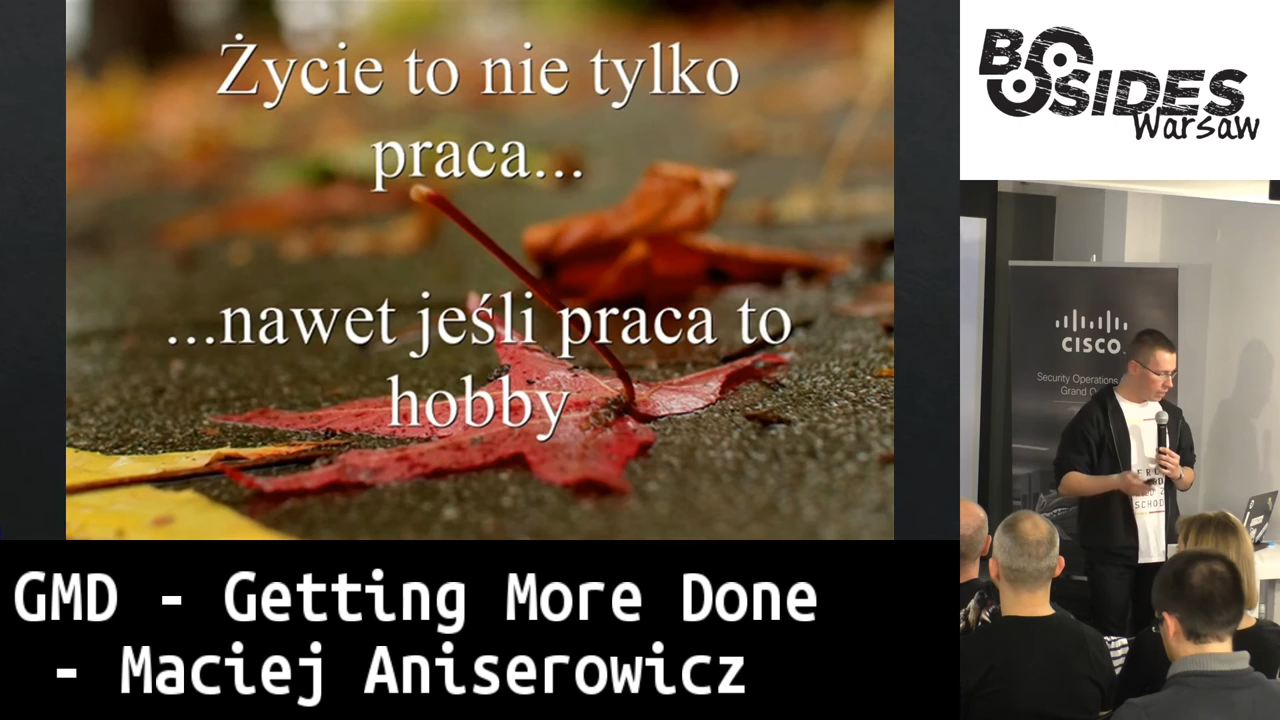 Życie to nie tylko
praca...
...nawet jeśli praca to
hobby
BSIDES
Warsaw
CISCO
Security Operations
GMD - Getting More Done
- Maciej Aniserowicz